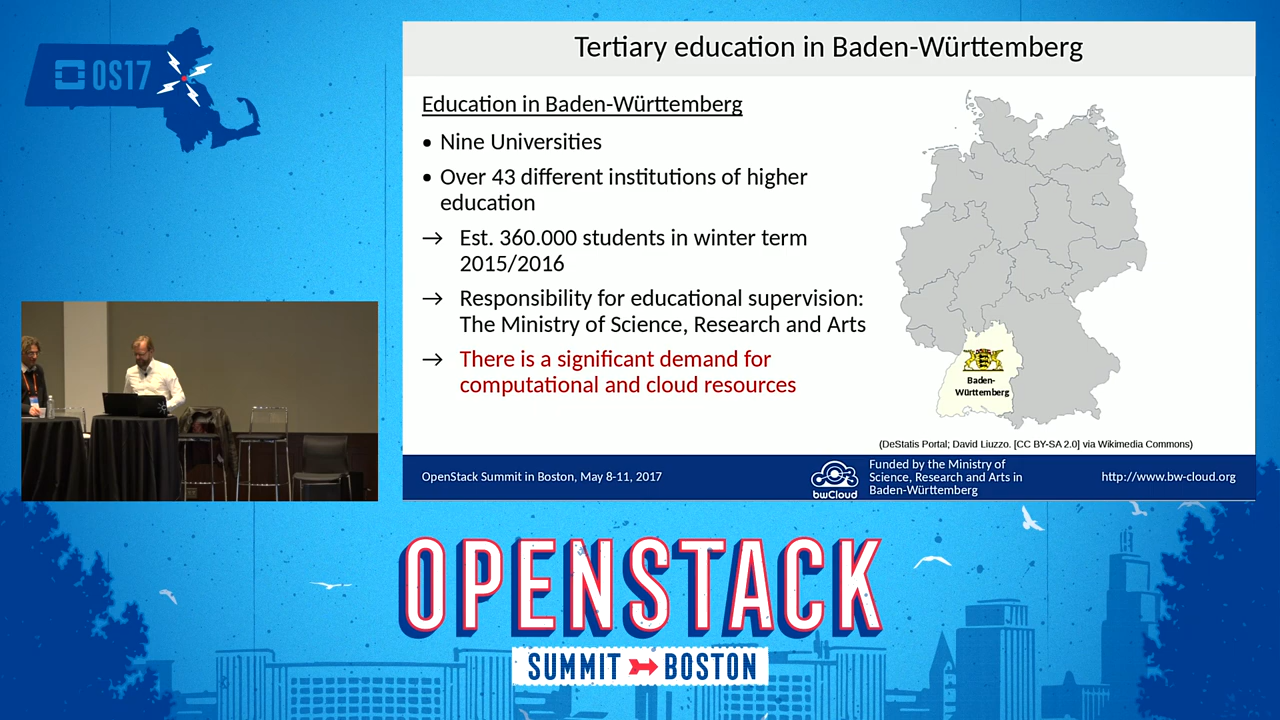 OS17
Tertiary education in Baden-Württemberg
Education in Baden-Württemberg
• Nine Universities
• Over 43 different institutions of higher
education
→ Est. 360.000 students in winter term
2015/2016
→ Responsibility for educational supervision:
The Ministry of Science, Research and Arts
→ There is a significant demand for
computational and cloud resources
Baden-
Württemberg
(DeStatis Portal; David Liuzzo. [CC BY-SA 2.0] via Wikimedia Commons)
OpenStack Summit in Boston, May 8-11, 2017
bwCloud
Funded by the Ministry of
Science, Research and Arts in
Baden-Württemberg
http://www.bw-cloud.org
OPENSTACK
SUMMIT BOSTON